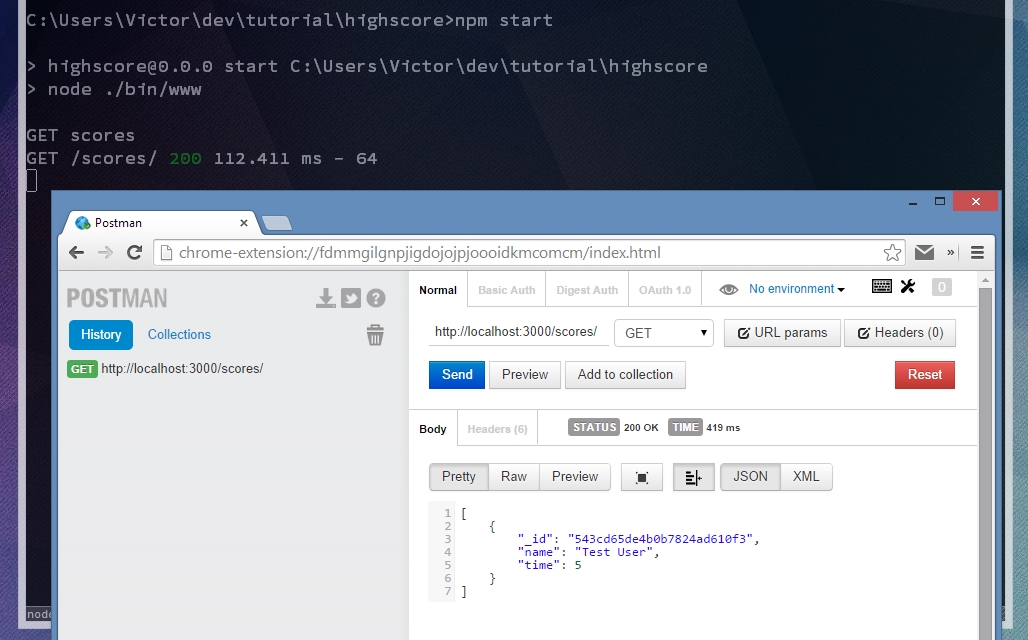 C:\Users\Victor\dev\tutorial\highscore>npm start
> highscore@0.0.0 start C:\Users\Victor\dev\tutorial\highscore
> node ./bin/www
GET scores
GET /scores/ 200 112.411 ms - 64
Postman
chrome-extension://fdmmgilgnpjigdojojpjoooidkmcomcm/index.html
POSTMAN
History
Collections
GET http://localhost:3000/scores/
Normal
Basic Auth
Digest Auth
OAuth 1.0
No environment
0
http://localhost:3000/scores/
GET
URL params
Headers (0)
Send
Preview
Add to collection
Reset
Body
Headers (6)
STATUS 200 OK TIME 419 ms
Pretty
Raw
Preview
JSON
XML
1 [
2 {
3 "_id": "543cd65de4b0b7824ad610f3",
4 "name": "Test User",
5 "time": 5
6 }
7 ]
node